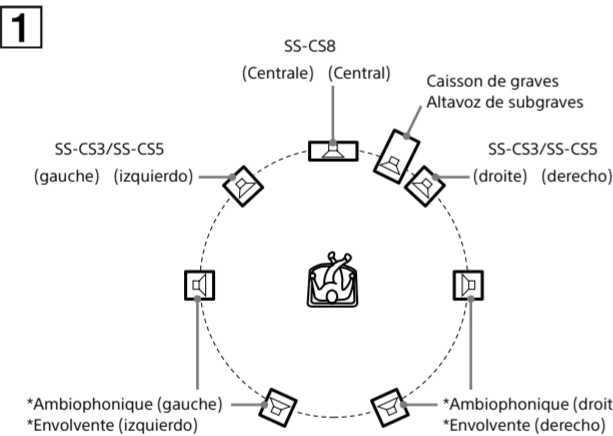 1
SS-CS8
(Centrale) (Central)
Caisson de graves
Altavoz de subgraves
SS-CS3/SS-CS5
(gauche) (izquierdo)
SS-CS3/SS-CS5
(droite) (derecho)
*Ambiophonique (gauche)
*Envolvente (izquierdo)
*Ambiophonique (droit
*Envolvente (derecho)